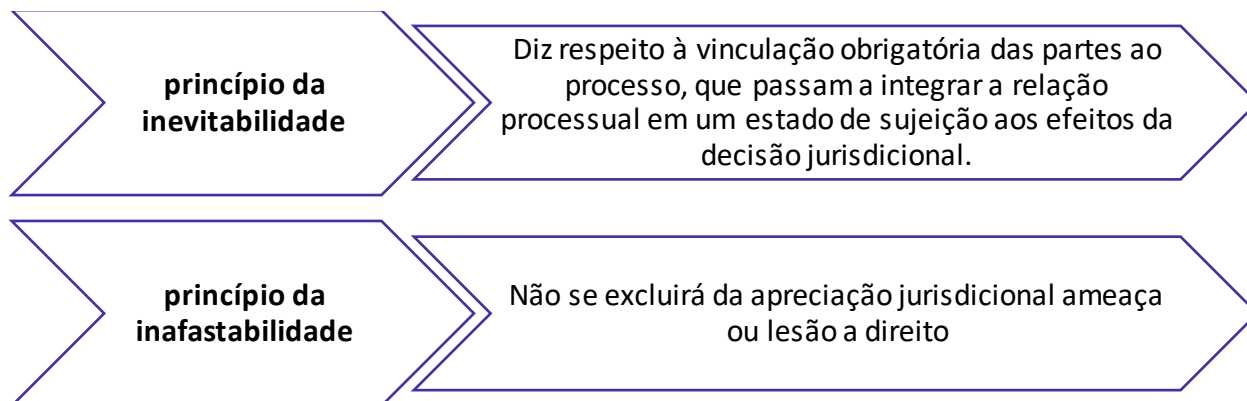 princípio da
inevitabilidade
Diz respeito à vinculação obrigatória das partes ao
processo, que passam a integrar a relação
processual em um estado de sujeição aos efeitos da
decisão jurisdicional.
princípio da
inafastabilidade
Não se excluirá da apreciação jurisdicional ameaça
ou lesão a direito